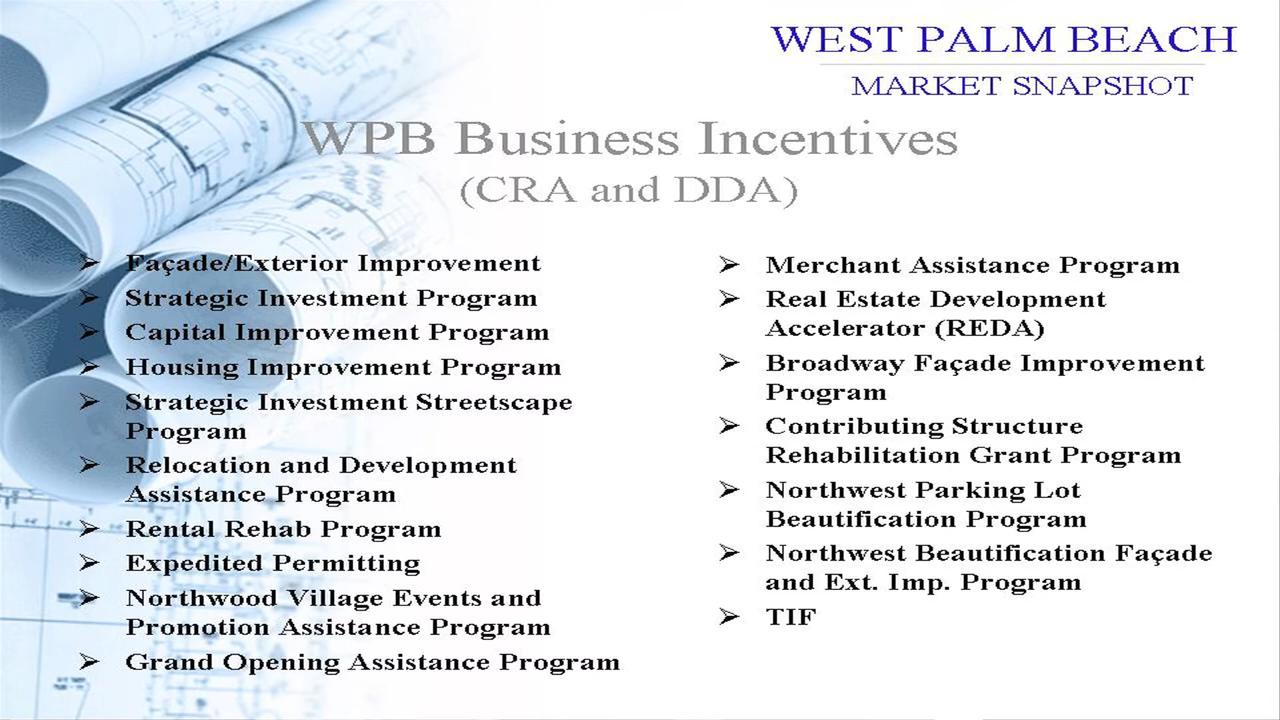 WEST PALM BEACH
MARKET SNAPSHOT
WPB Business Incentives
(CRA and DDA)
➢ Façade/Exterior Improvement
➢ Strategic Investment Program
➢ Capital Improvement Program
➢ Housing Improvement Program
➢ Strategic Investment Streetscape
Program
➢ Relocation and Development
Assistance Program
➢ Rental Rehab Program
➢ Expedited Permitting
➢ Northwood Village Events and
Promotion Assistance Program
➢ Grand Opening Assistance Program
➢ Merchant Assistance Program
➢ Real Estate Development
Accelerator (REDA)
➢ Broadway Façade Improvement
Program
➢ Contributing Structure
Rehabilitation Grant Program
➢ Northwest Parking Lot
Beautification Program
➢ Northwest Beautification Façade
and Ext. Imp. Program
➢ TIF